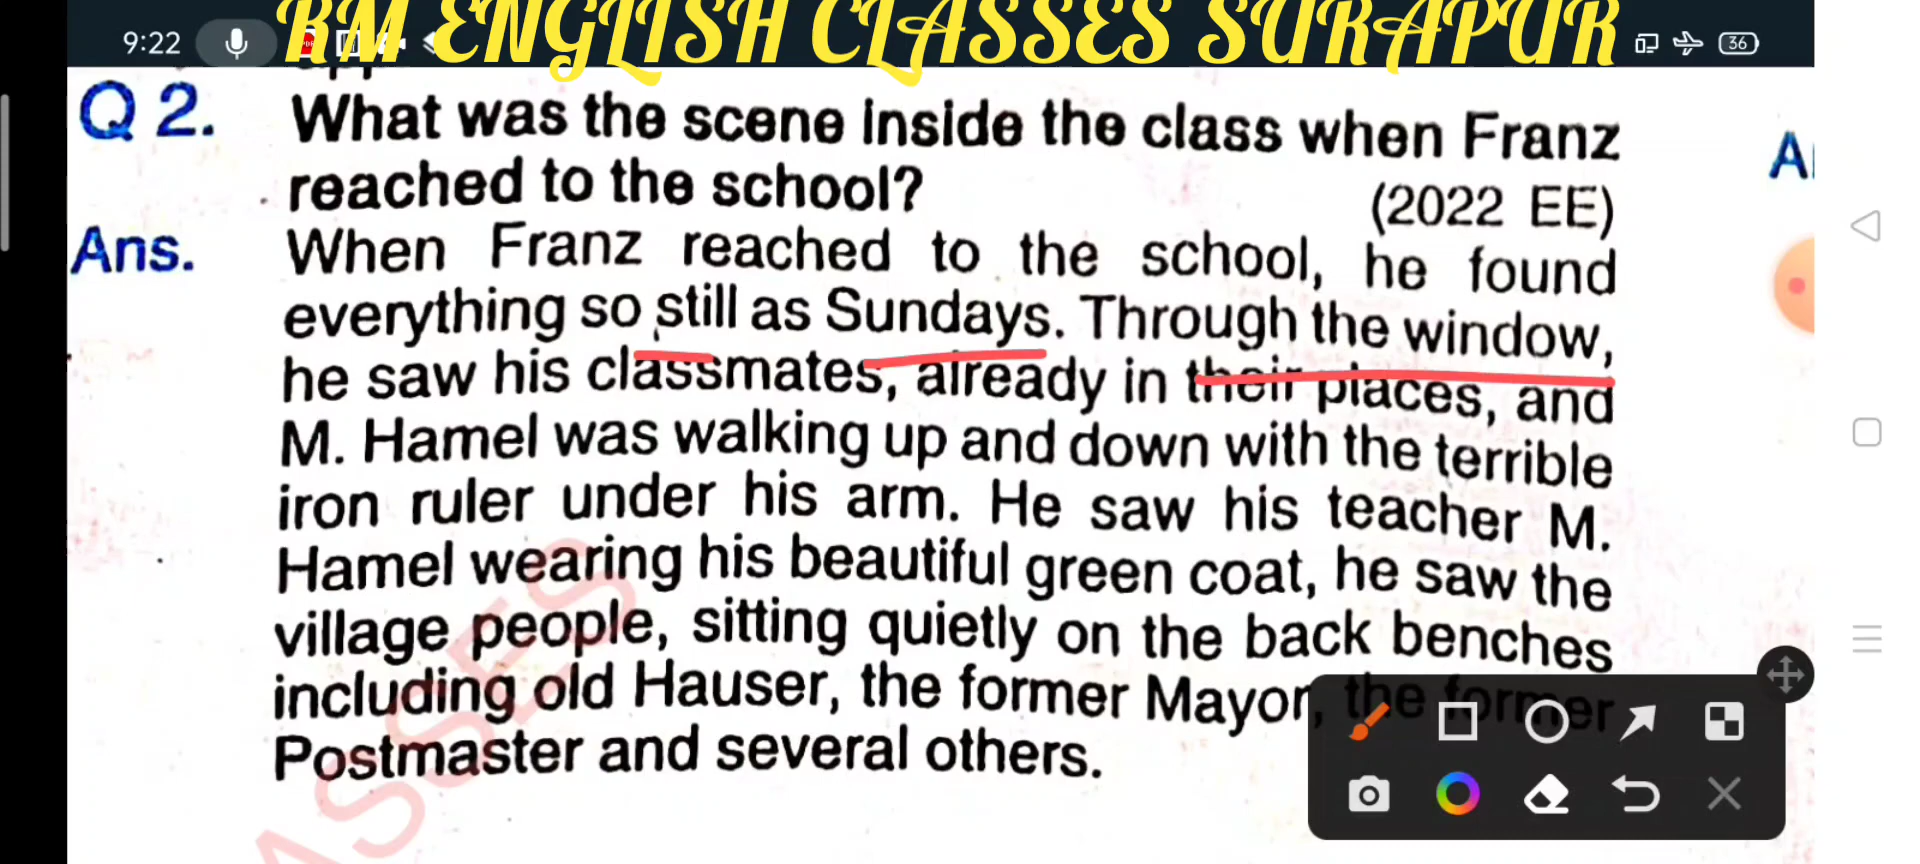 RM ENGLISH CLASSES SURAPUR
9:22
36
Q 2. What was the scene inside the class when Franz
reached to the school?
(2022 EE)
Ans. When Franz reached to the school, he found
everything so still as Sundays. Through the window,
he saw his classmates, already in their places, and
M. Hamel was walking up and down with the terrible
iron ruler under his arm. He saw his teacher M.
Hamel wearing his beautiful green coat, he saw the
village people, sitting quietly on the back benches
including old Hauser, the former Mayor, the former
Postmaster and several others.
ASSES